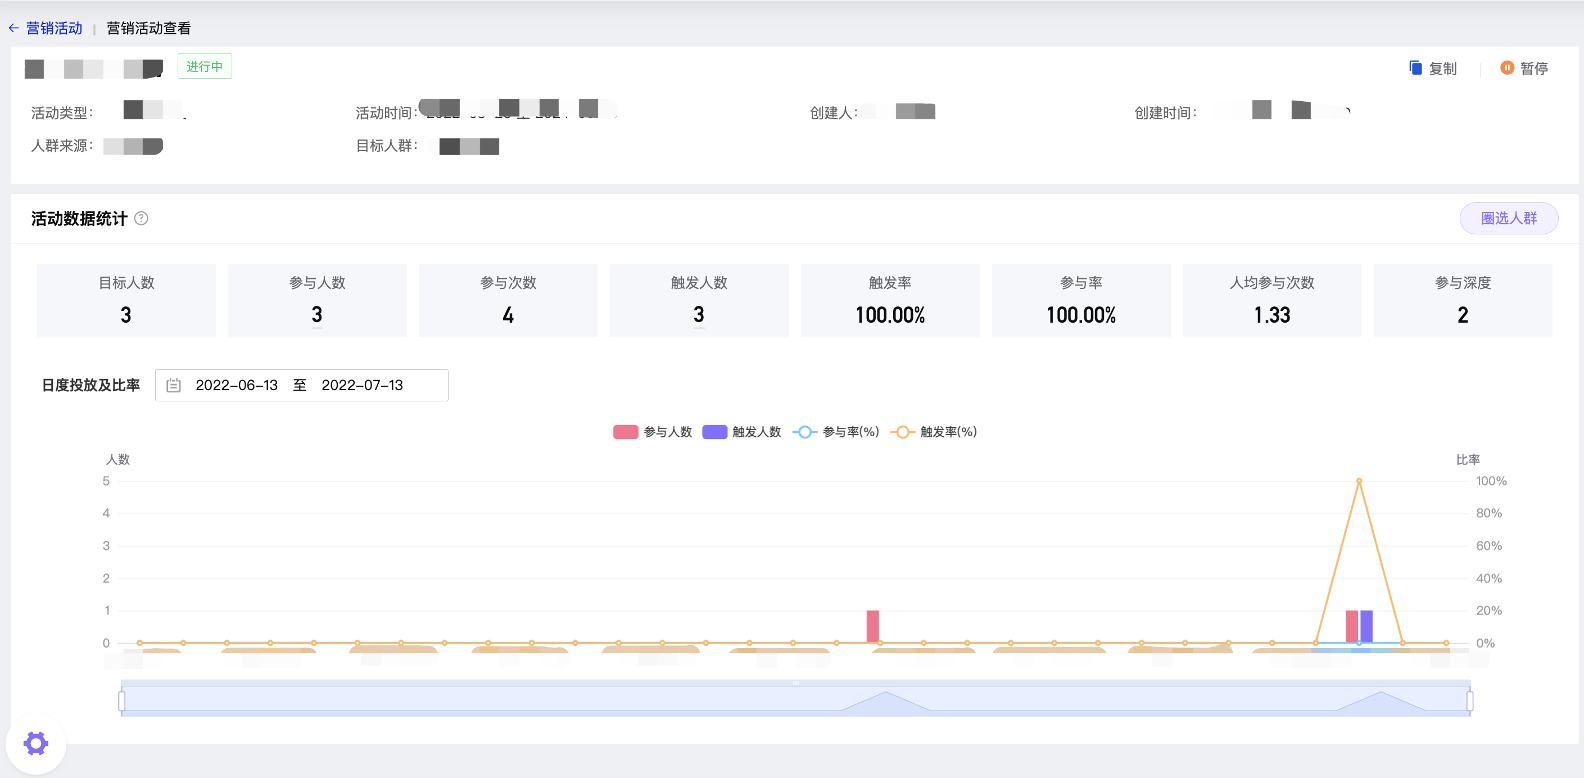 营销活动 | 营销活动查看
进行中
复制 暂停
活动类型： 活动时间： 创建人： 创建时间：
人群来源： 目标人群：
活动数据统计 ?
圈选人群
目标人数 参与人数 参与次数 触发人数 触发率 参与率 人均参与次数 参与深度
3 3 4 3 100.00% 100.00% 1.33 2
日度投放及比率 2022-06-13 至 2022-07-13
参与人数 触发人数 参与率(%) 触发率(%)
人数 比率
5 100%
4 80%
3 60%
2 40%
1 20%
0 0%